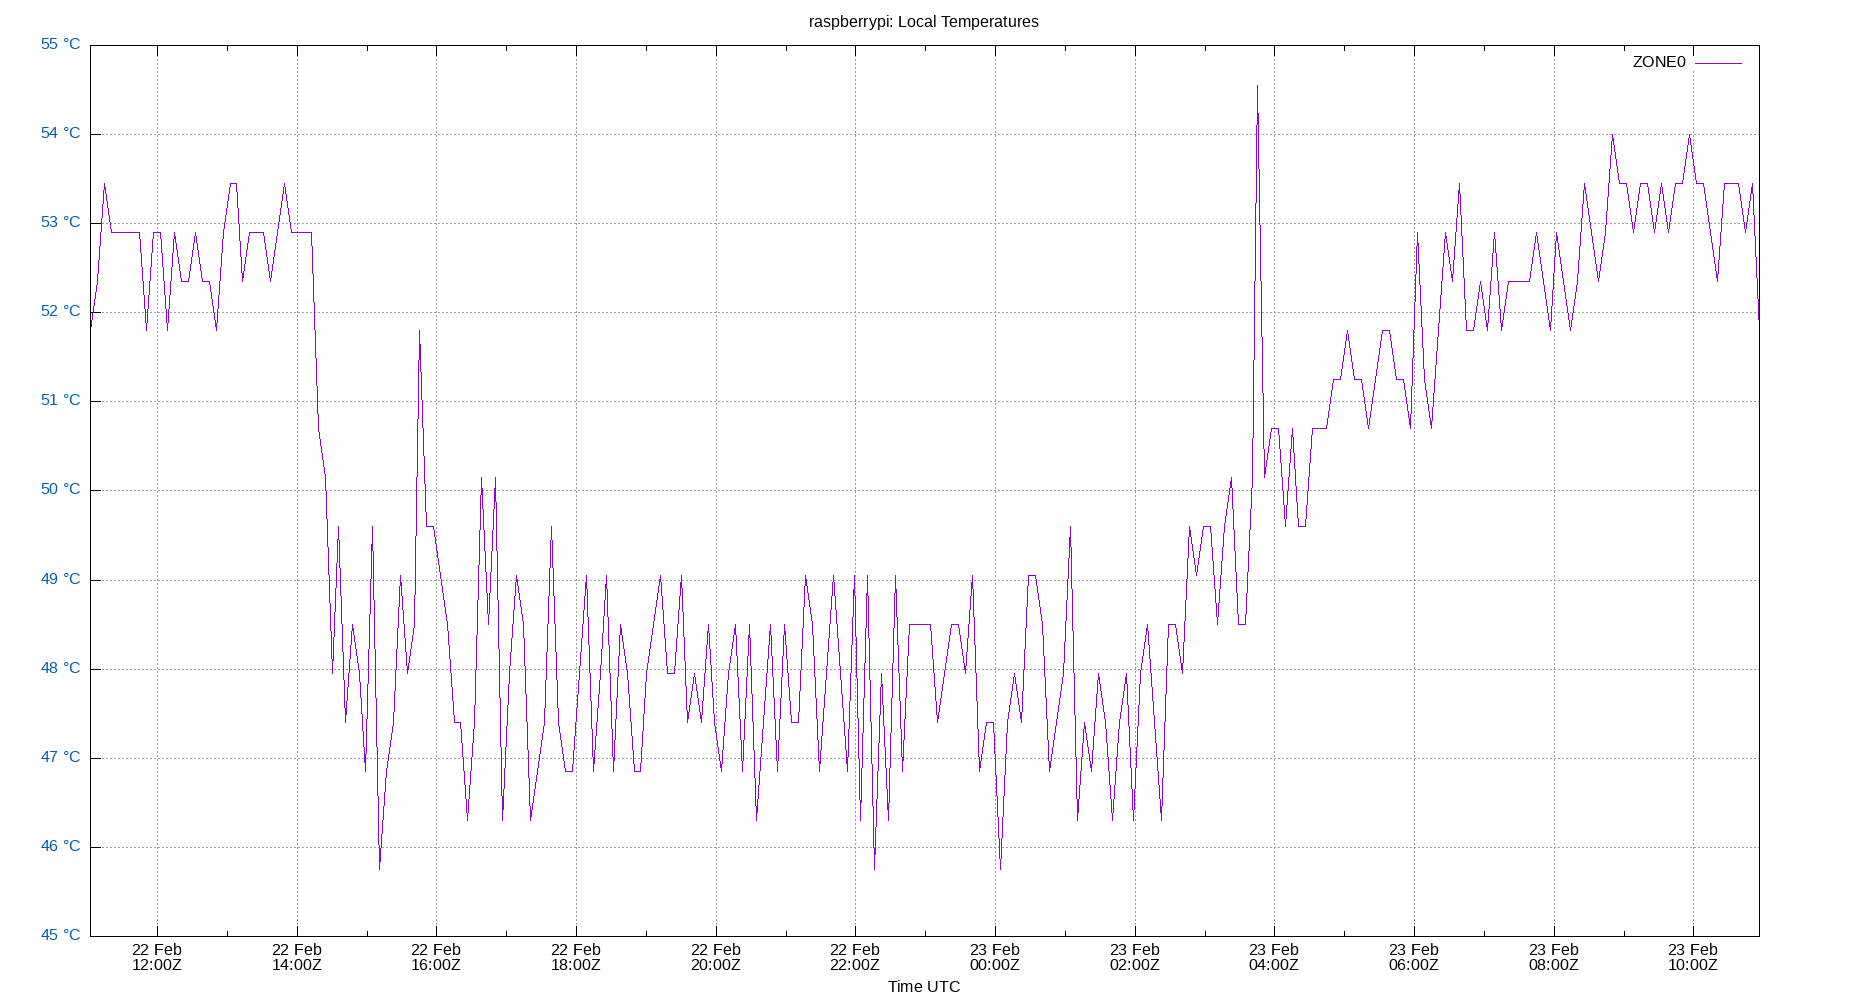 raspberrypi: Local Temperatures
55 °C
ZONE0
54 °C
53 °C
52 °C
51 °C
50 °C
49 °C
48 °C
47 °C
46 °C
45 °C
22 Feb 22 Feb 22 Feb 22 Feb 22 Feb 22 Feb 23 Feb 23 Feb 23 Feb 23 Feb 23 Feb 23 Feb
12:00Z 14:00Z 16:00Z 18:00Z 20:00Z 22:00Z 00:00Z 02:00Z 04:00Z 06:00Z 08:00Z 10:00Z
Time UTC